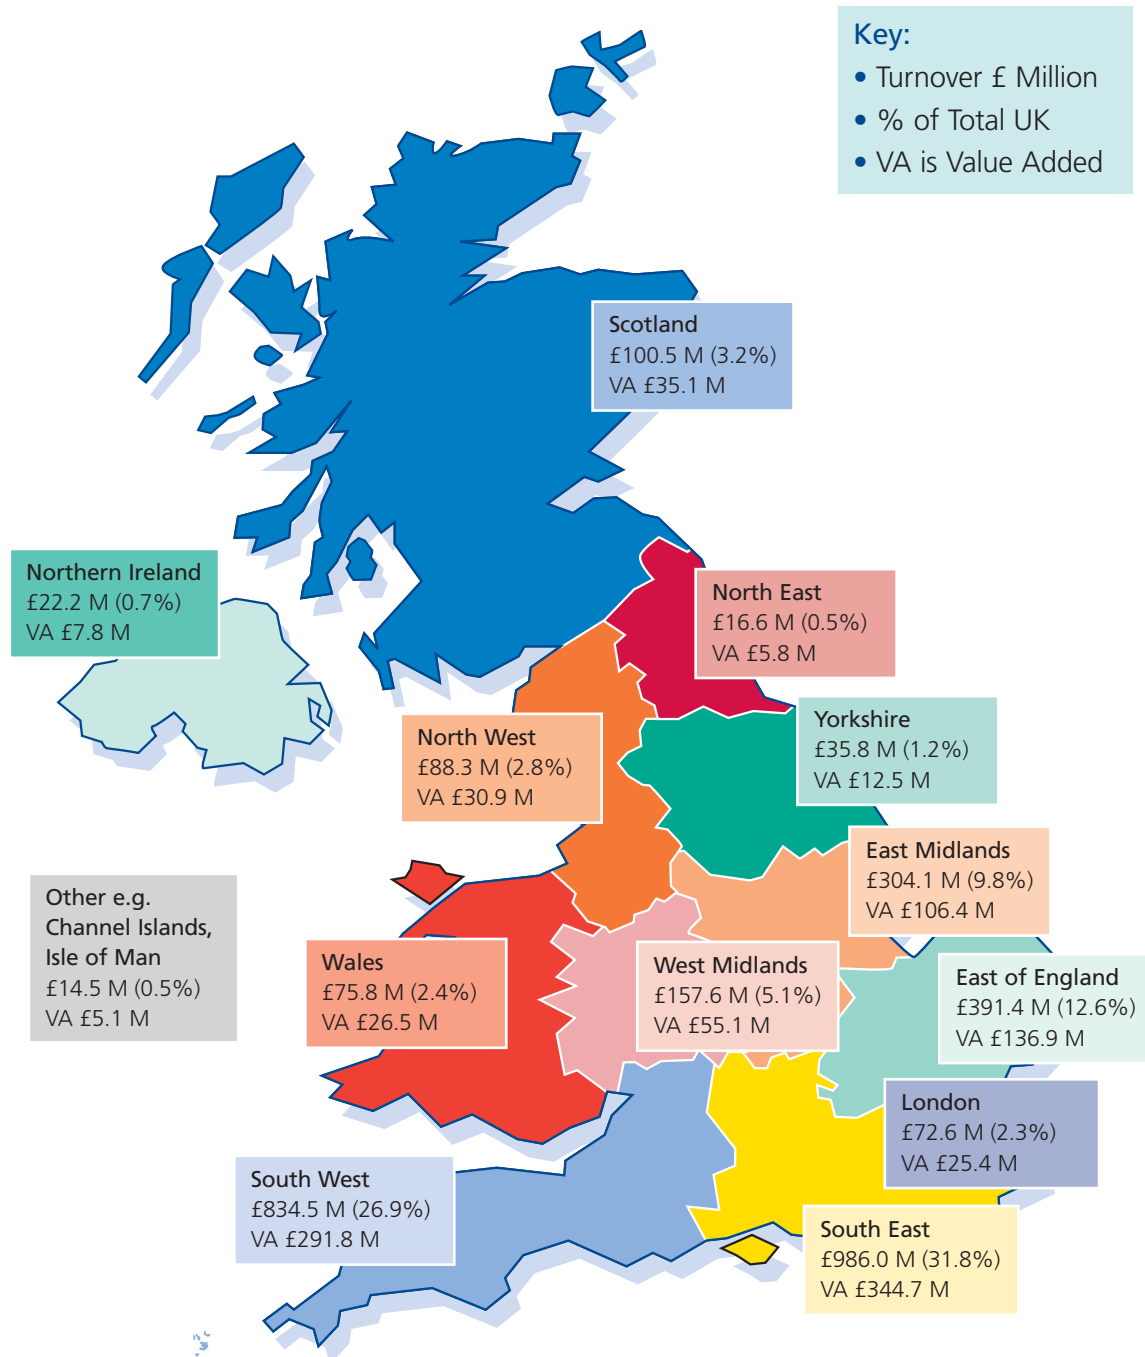 Key:
• Turnover £ Million
• % of Total UK
• VA is Value Added
Scotland
£100.5 M (3.2%)
VA £35.1 M
Northern Ireland
£22.2 M (0.7%)
VA £7.8 M
North East
£16.6 M (0.5%)
VA £5.8 M
North West
£88.3 M (2.8%)
VA £30.9 M
Yorkshire
£35.8 M (1.2%)
VA £12.5 M
East Midlands
£304.1 M (9.8%)
VA £106.4 M
Other e.g.
Channel Islands,
Isle of Man
£14.5 M (0.5%)
VA £5.1 M
Wales
£75.8 M (2.4%)
VA £26.5 M
West Midlands
£157.6 M (5.1%)
VA £55.1 M
East of England
£391.4 M (12.6%)
VA £136.9 M
London
£72.6 M (2.3%)
VA £25.4 M
South West
£834.5 M (26.9%)
VA £291.8 M
South East
£986.0 M (31.8%)
VA £344.7 M